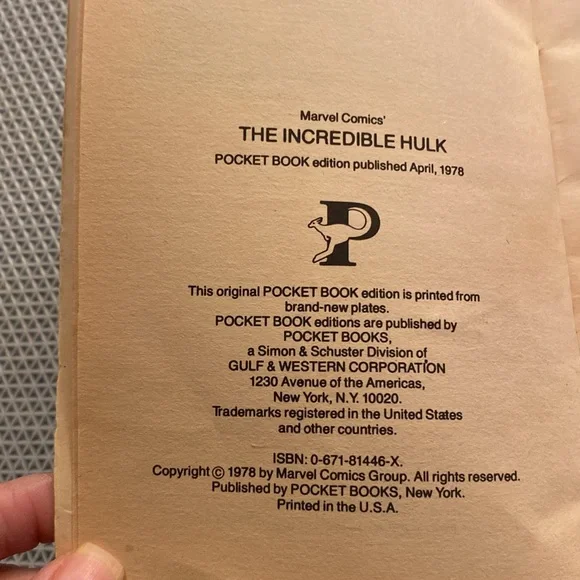 Marvel Comics'
THE INCREDIBLE HULK
POCKET BOOK edition published April, 1978
P
This original POCKET BOOK edition is printed from
brand-new plates.
POCKET BOOK editions are published by
POCKET BOOKS,
a Simon & Schuster Division of
GULF & WESTERN CORPORATION
1230 Avenue of the Americas,
New York, N.Y. 10020.
Trademarks registered in the United States
and other countries.
ISBN: 0-671-81446-X.
Copyright © 1978 by Marvel Comics Group. All rights reserved.
Published by POCKET BOOKS, New York.
Printed in the U.S.A.